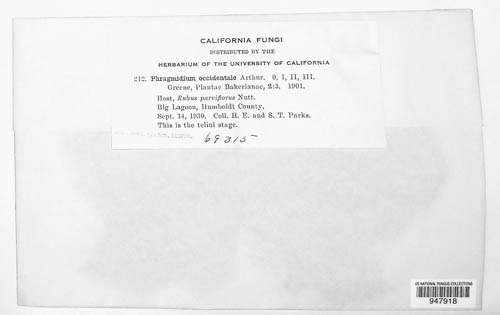 CALIFORNIA FUNGI
DISTRIBUTED BY THE
HERBARIUM OF THE UNIVERSITY OF CALIFORNIA
212. Phragmidium occidentale Arthur. 0, I, II, III.
Greene, Plantae Bakerianae, 2:3. 1901.
Host, Rubus parviflorus Nutt.
Big Lagoon, Humboldt County.
Sept. 14, 1930. Coll. H. E. and S. T. Parks.
This is the telial stage.
69315
US NATIONAL FUNGUS COLLECTIONS
947918